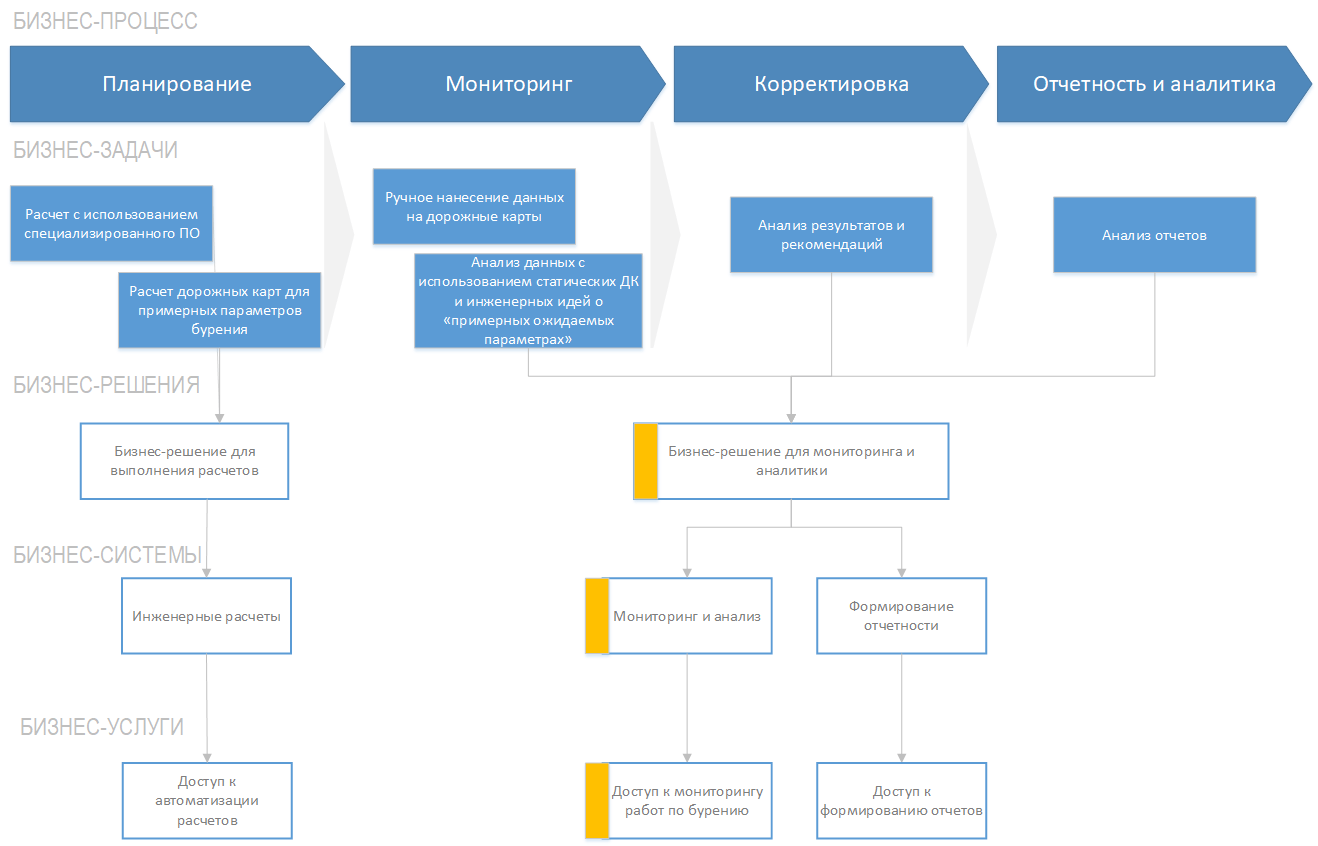 БИЗНЕС-ПРОЦЕСС
Планирование
Мониторинг
Корректировка
Отчетность и аналитика
БИЗНЕС-ЗАДАЧИ
Расчет с использованием
специализированного ПО
Расчет дорожных карт для
примерных параметров
бурения
Ручное нанесение данных
на дорожные карты
Анализ данных с
использованием статических ДК
и инженерных идей о
«примерных ожидаемых
параметрах»
Анализ результатов и
рекомендаций
Анализ отчетов
БИЗНЕС-РЕШЕНИЯ
Бизнес-решение для
выполнения расчетов
Бизнес-решение для мониторинга и
аналитики
БИЗНЕС-СИСТЕМЫ
Инженерные расчеты
Мониторинг и анализ
Формирование
отчетности
БИЗНЕС-УСЛУГИ
Доступ к
автоматизации
расчетов
Доступ к мониторингу
работ по бурению
Доступ к
формированию отчетов